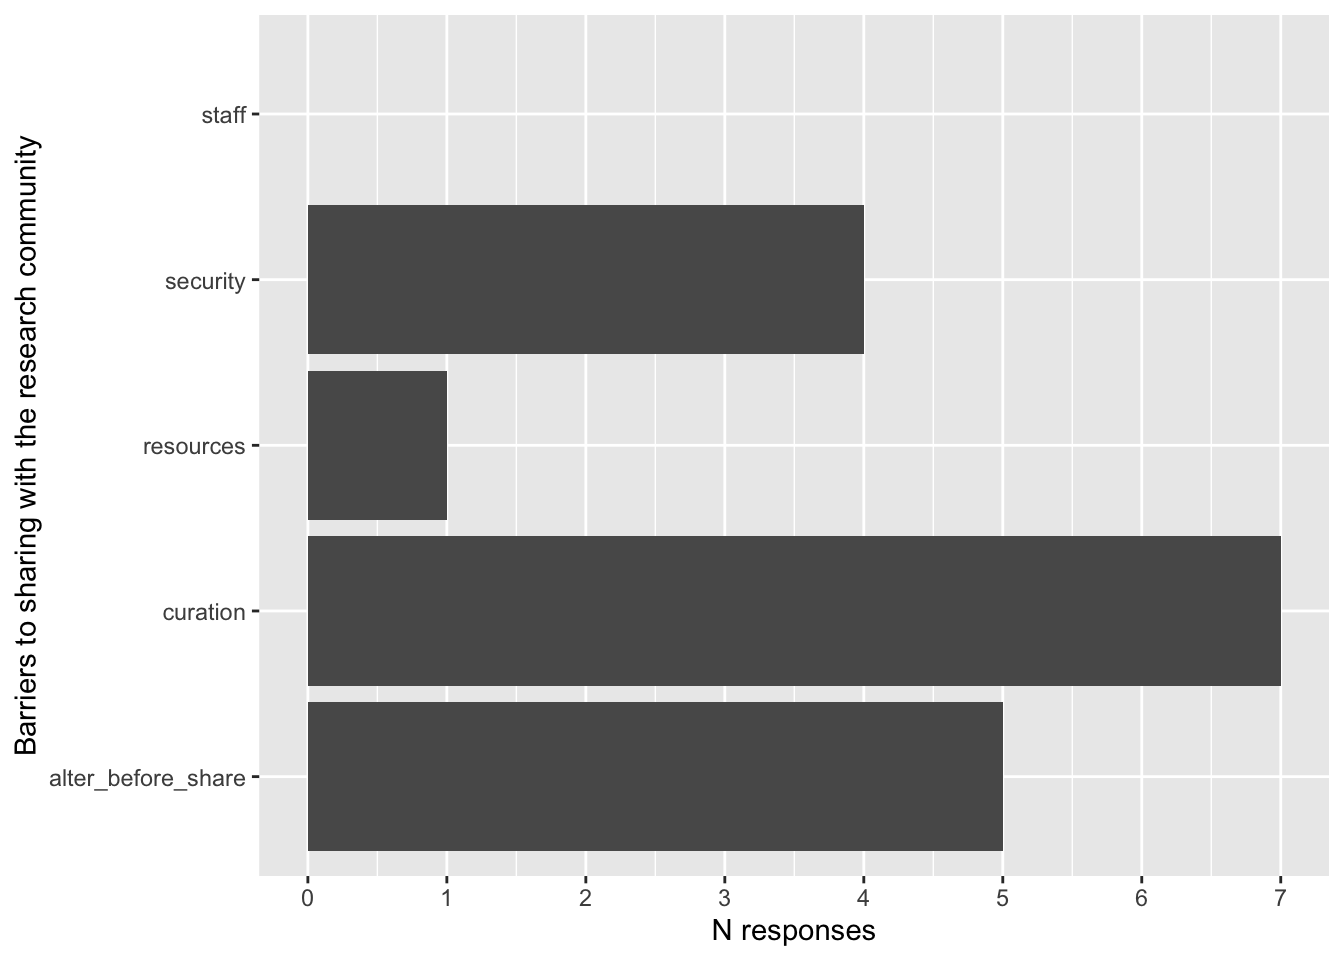 Barriers to sharing with the research community
staff
security
resources
curation
alter_before_share
0 1 2 3 4 5 6 7
N responses